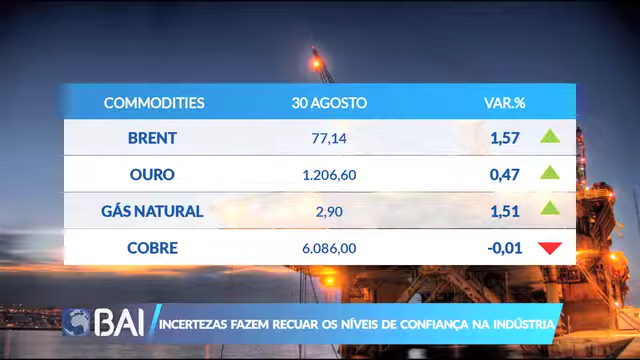 COMMODITIES 30 AGOSTO VAR.%
BRENT 77,14 1,57
OURO 1.206,60 0,47
GÁS NATURAL 2,90 1,51
COBRE 6.086,00 -0,01
BAI INCERTEZAS FAZEM RECUAR OS NÍVEIS DE CONFIANÇA NA INDÚSTRIA